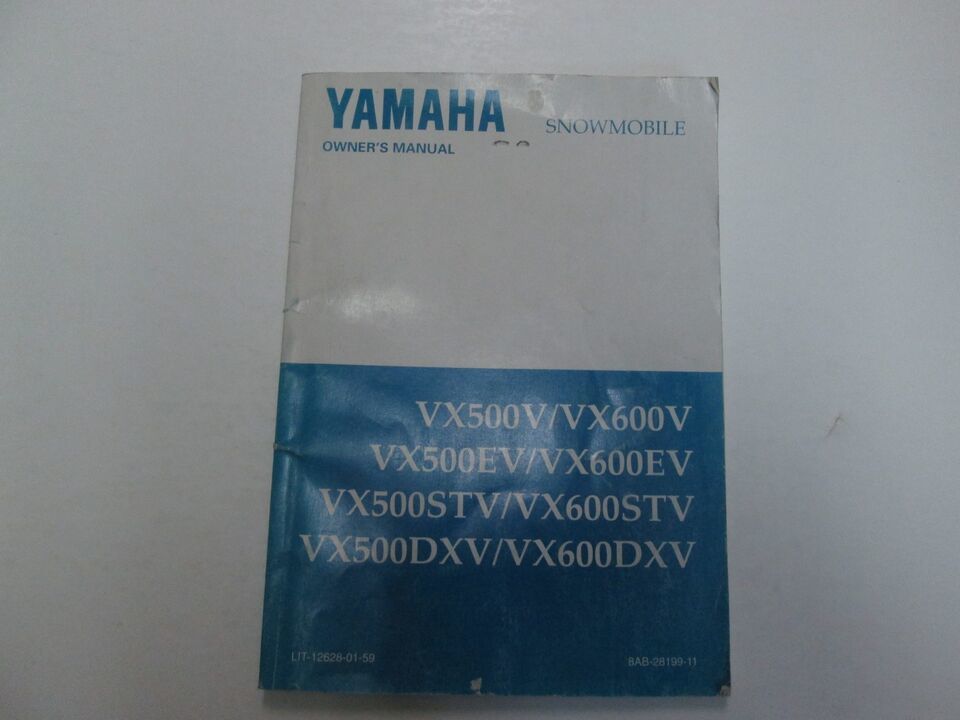 YAMAHA SNOWMOBILE
OWNER'S MANUAL
VX500V/VX600V
VX500EV/VX600EV
VX500STV/VX600STV
VX500DXV/VX600DXV
LIT-12628-01-59 8AB-28199-11